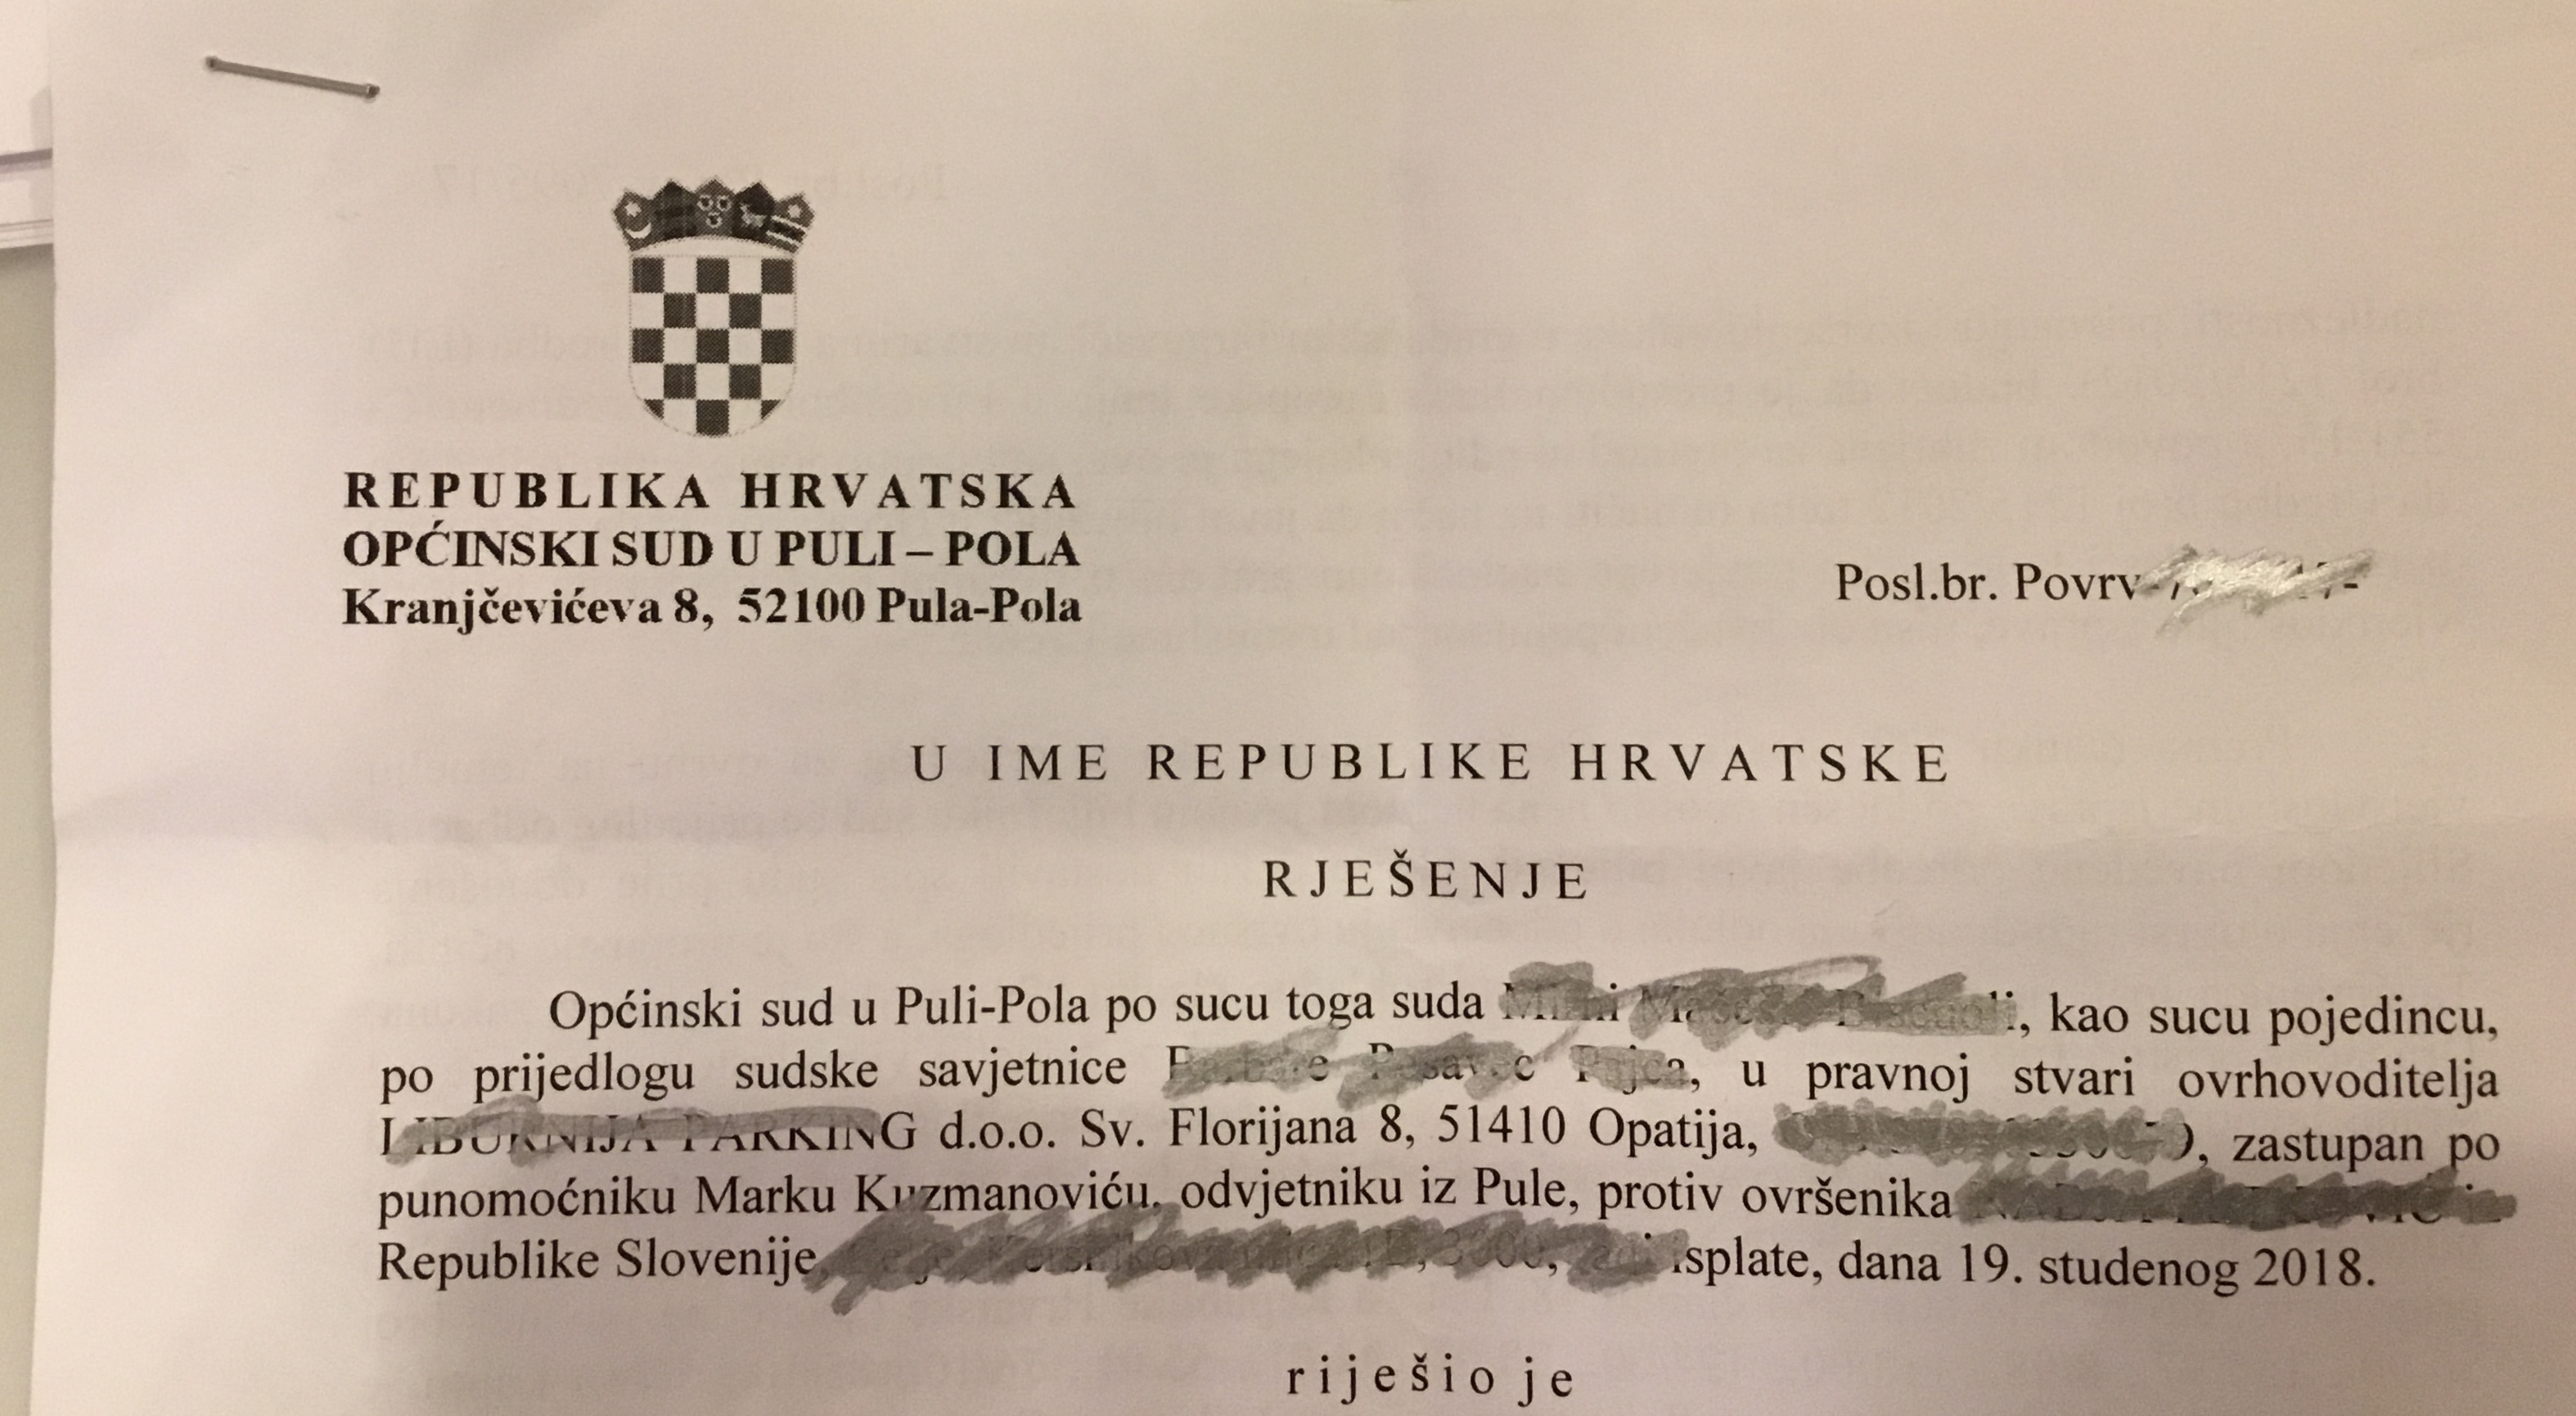 REPUBLIKA HRVATSKA
OPĆINSKI SUD U PULI – POLA
Kranjčevićeva 8, 52100 Pula-Pola
Posl.br. Povrv-
U IME REPUBLIKE HRVATSKE
RJEŠENJE
Općinski sud u Puli-Pola po sucu toga suda , kao sucu pojedincu,
po prijedlogu sudske savjetnice , u pravnoj stvari ovrhovoditelja
d.o.o. Sv. Florijana 8, 51410 Opatija, , zastupan po
punomoćniku Marku Kuzmanoviću, odvjetniku iz Pule, protiv ovršenika
Republike Slovenije, isplate, dana 19. studenog 2018.
riješio je